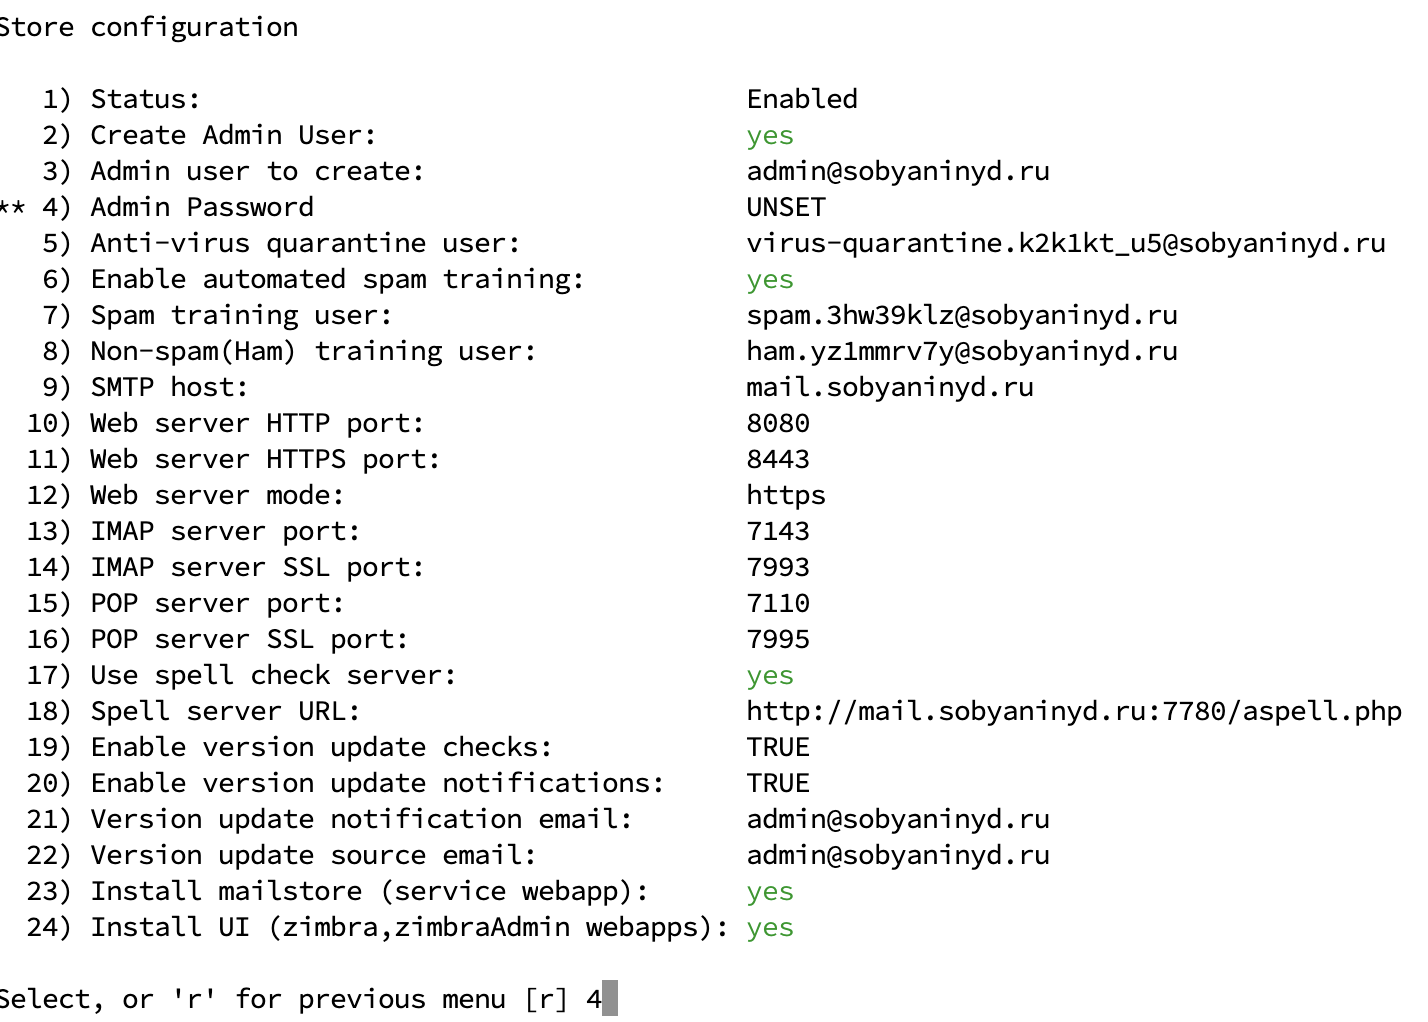 Store configuration
1) Status: Enabled
2) Create Admin User: yes
3) Admin user to create: admin@sobyaninyd.ru
** 4) Admin Password UNSET
5) Anti-virus quarantine user: virus-quarantine.k2k1kt_u5@sobyaninyd.ru
6) Enable automated spam training: yes
7) Spam training user: spam.3hw39klz@sobyaninyd.ru
8) Non-spam(Ham) training user: ham.yz1mmrv7y@sobyaninyd.ru
9) SMTP host: mail.sobyaninyd.ru
10) Web server HTTP port: 8080
11) Web server HTTPS port: 8443
12) Web server mode: https
13) IMAP server port: 7143
14) IMAP server SSL port: 7993
15) POP server port: 7110
16) POP server SSL port: 7995
17) Use spell check server: yes
18) Spell server URL: http://mail.sobyaninyd.ru:7780/aspell.php
19) Enable version update checks: TRUE
20) Enable version update notifications: TRUE
21) Version update notification email: admin@sobyaninyd.ru
22) Version update source email: admin@sobyaninyd.ru
23) Install mailstore (service webapp): yes
24) Install UI (zimbra,zimbraAdmin webapps): yes
Select, or 'r' for previous menu [r] 4